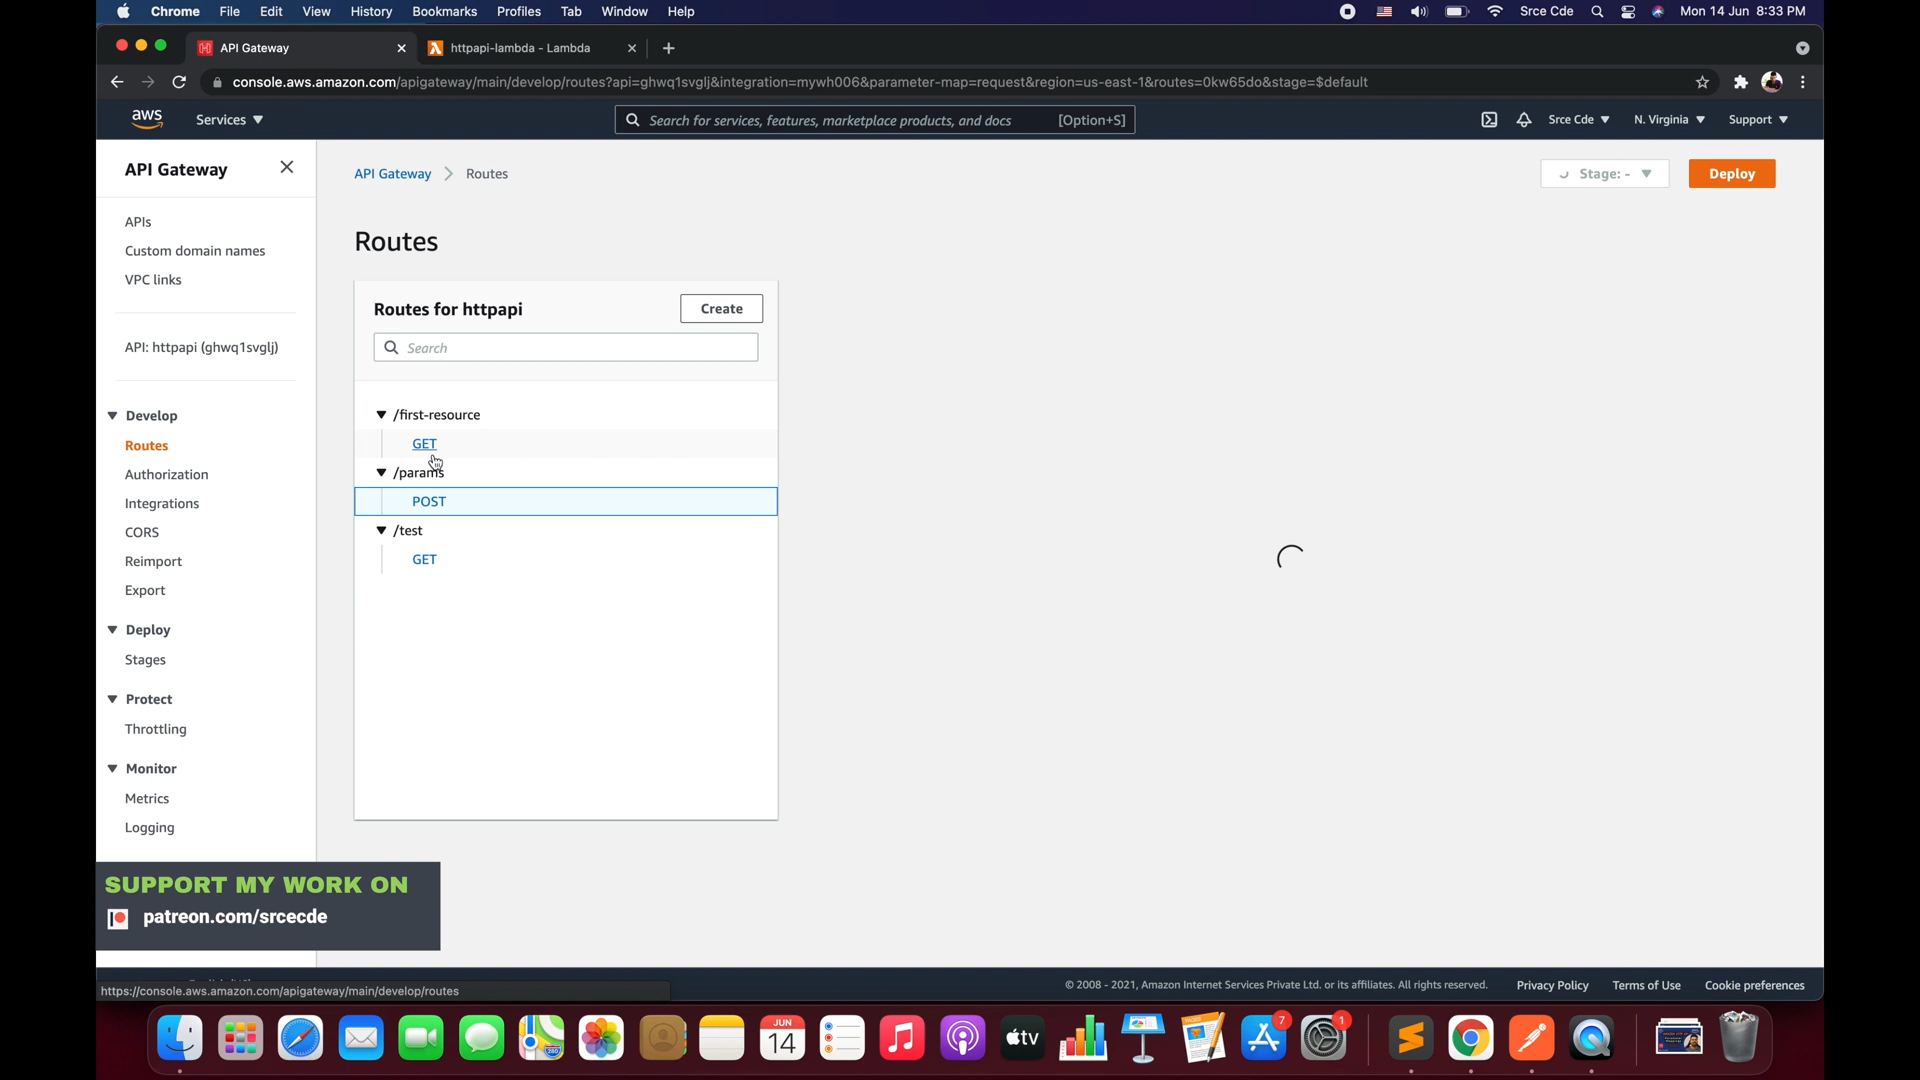 Chrome File Edit View History Bookmarks Profiles Tab Window Help Srce Cde Mon 14 Jun 8:33 PM
API Gateway httpapi-lambda - Lambda
console.aws.amazon.com/apigateway/main/develop/routes?api=ghwq1svglj&integration=mywh006&parameter-map=request&region=us-east-1&routes=0kw65do&stage=$default
aws Services Search for services, features, marketplace products, and docs [Option+S] Srce Cde N. Virginia Support
API Gateway
APIs
Custom domain names
VPC links
API: httpapi (ghwq1svglj)
Develop
Routes
Authorization
Integrations
CORS
Reimport
Export
Deploy
Stages
Protect
Throttling
Monitor
Metrics
Logging
API Gateway Routes
Stage: - Deploy
Routes
Routes for httpapi Create
Search
/first-resource
GET
/params
POST
/test
GET
SUPPORT MY WORK ON
patreon.com/srcecde
© 2008 - 2021, Amazon Internet Services Private Ltd. or its affiliates. All rights reserved. Privacy Policy Terms of Use Cookie preferences
https://console.aws.amazon.com/apigateway/main/develop/routes
JUN
14
280
tv
7
1